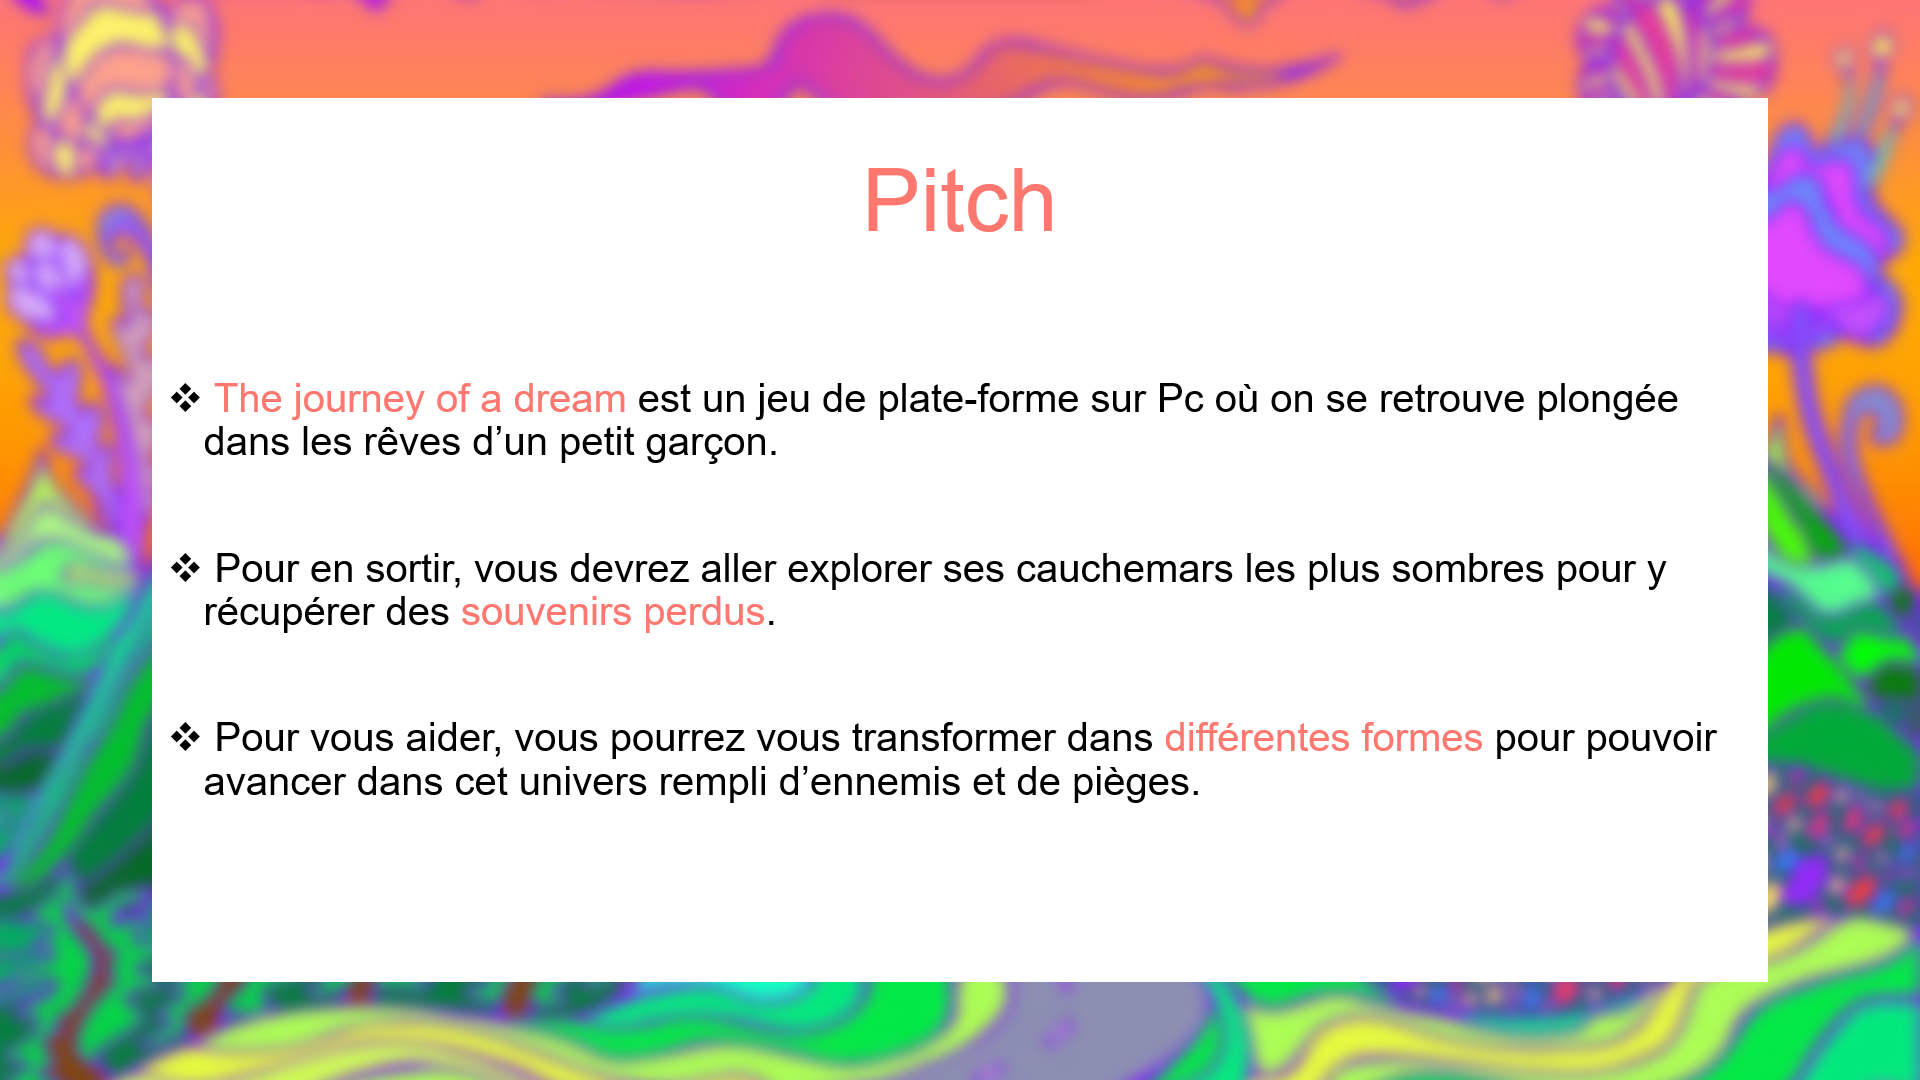 Pitch
❖ The journey of a dream est un jeu de plate-forme sur Pc où on se retrouve plongée
dans les rêves d’un petit garçon.
❖ Pour en sortir, vous devrez aller explorer ses cauchemars les plus sombres pour y
récupérer des souvenirs perdus.
❖ Pour vous aider, vous pourrez vous transformer dans différentes formes pour pouvoir
avancer dans cet univers rempli d’ennemis et de pièges.